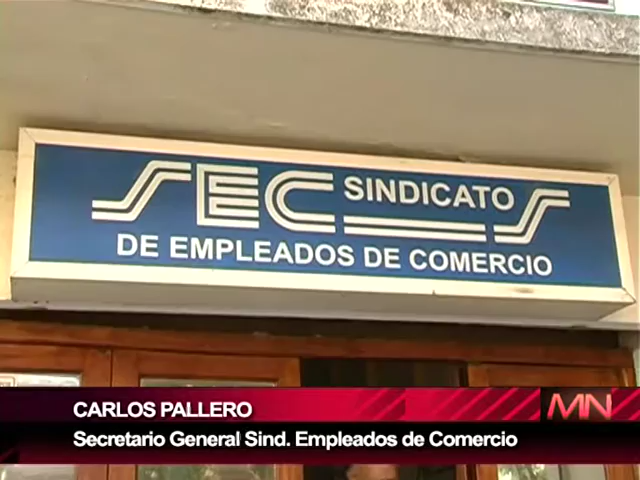 SEC SINDICATO
DE EMPLEADOS DE COMERCIO
CARLOS PALLERO
Secretario General Sind. Empleados de Comercio
MN